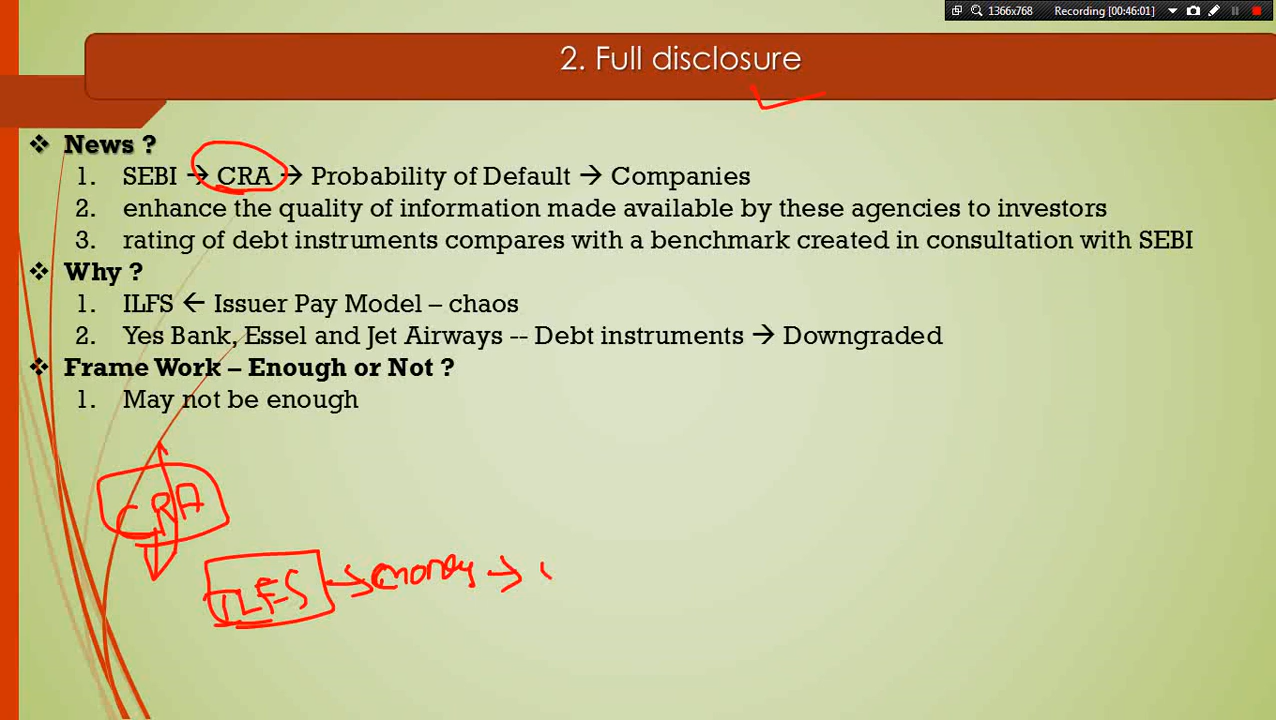 1366x768 Recording [00:46:01]
2. Full disclosure
❖ News ?
1. SEBI → CRA → Probability of Default → Companies
2. enhance the quality of information made available by these agencies to investors
3. rating of debt instruments compares with a benchmark created in consultation with SEBI
❖ Why ?
1. ILFS ← Issuer Pay Model – chaos
2. Yes Bank, Essel and Jet Airways -- Debt instruments → Downgraded
❖ Frame Work – Enough or Not ?
1. May not be enough
CRA
ILFS → money →